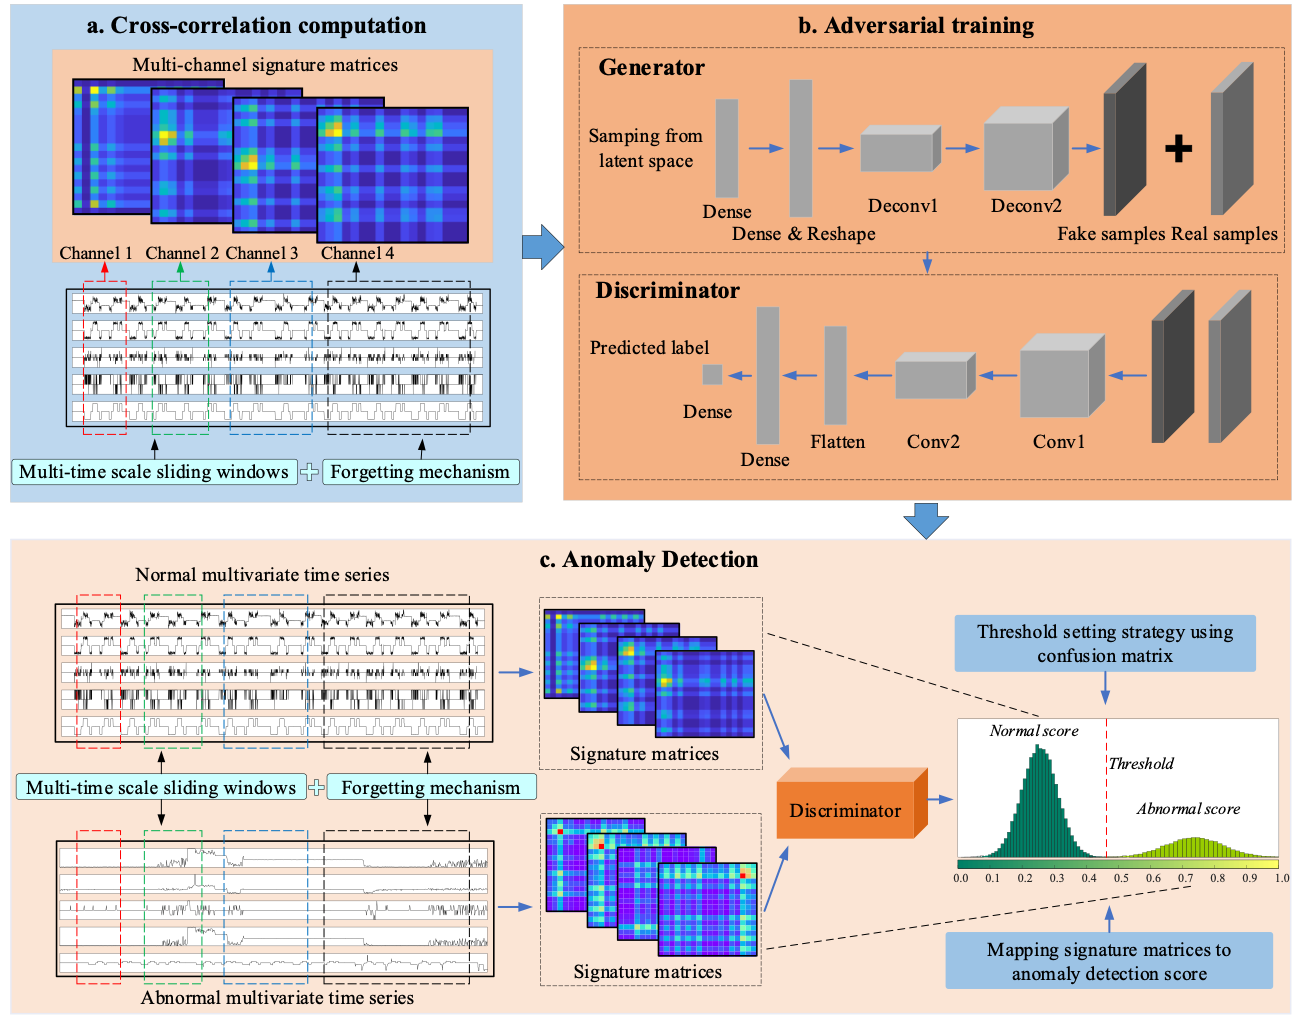 a. Cross-correlation computation
Multi-channel signature matrices
Channel 1
Channel 2
Channel 3
Channel 4
Multi-time scale sliding windows
Forgetting mechanism
b. Adversarial training
Generator
Samping from
latent space
Dense
Dense & Reshape
Deconv1
Deconv2
Fake samples
Real samples
Discriminator
Predicted label
Dense
Dense
Flatten
Conv2
Conv1
c. Anomaly Detection
Normal multivariate time series
Multi-time scale sliding windows
Forgetting mechanism
Abnormal multivariate time series
Signature matrices
Signature matrices
Discriminator
Threshold setting strategy using
confusion matrix
Normal score
Threshold
Abnormal score
0.0 0.1 0.2 0.3 0.4 0.5 0.6 0.7 0.8 0.9 1.0
Mapping signature matrices to
anomaly detection score